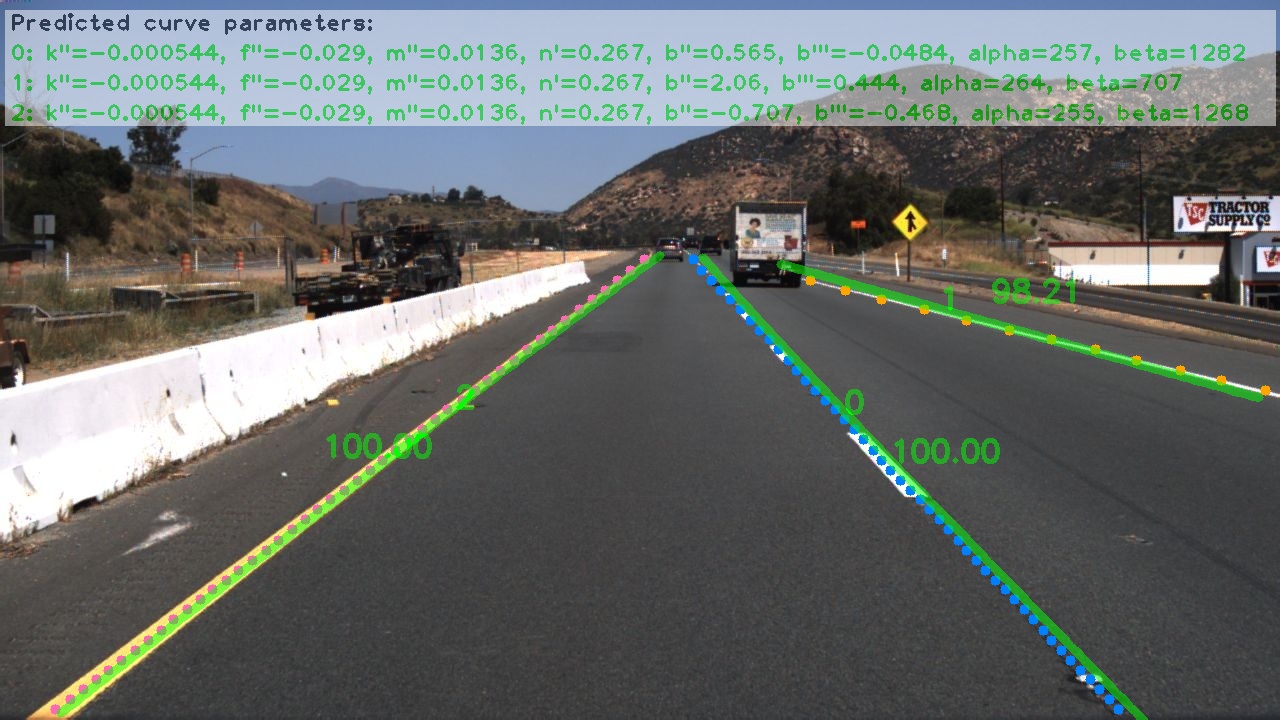 Predicted curve parameters:
0: k''=-0.000544, f''=-0.029, m''=0.0136, n'=0.267, b''=0.565, b'''=-0.0484, alpha=257, beta=1282
1: k''=-0.000544, f''=-0.029, m''=0.0136, n'=0.267, b''=2.06, b'''=0.444, alpha=264, beta=707
2: k''=-0.000544, f''=-0.029, m''=0.0136, n'=0.267, b''=-0.707, b'''=-0.468, alpha=255, beta=1268
TSC TRACTOR
SUPPLY CO
1 98.21
2
0
100.00
100.00